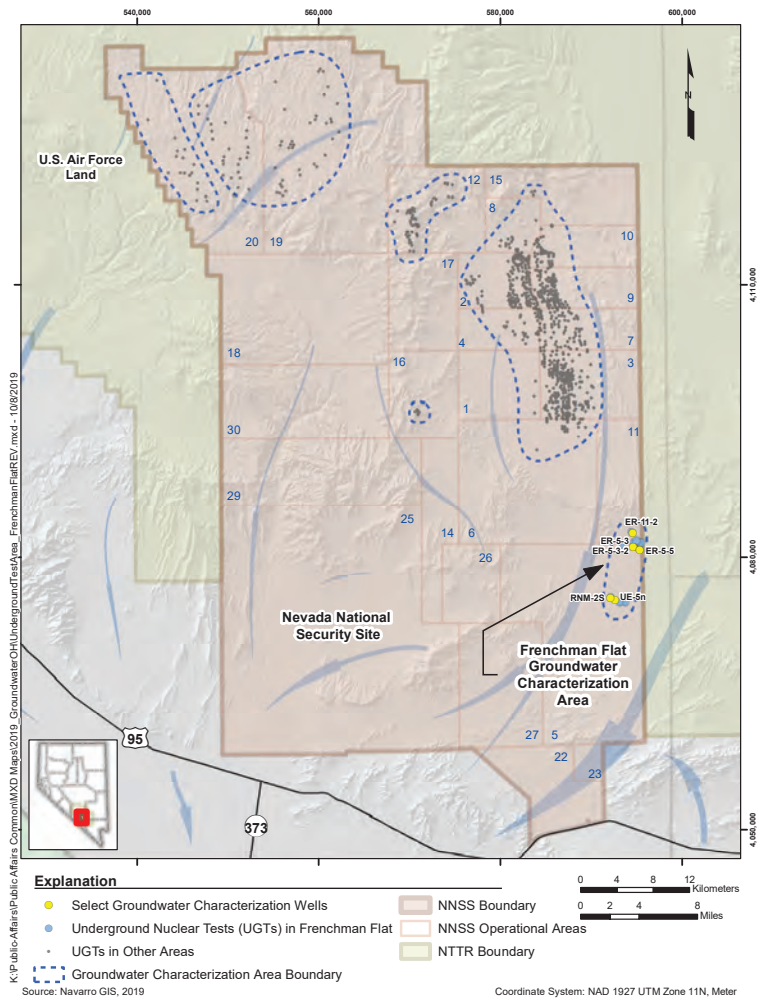 540,000
560,000
580,000
600,000
N
U.S. Air Force
Land
12 15
8
20 19
10
17
4,110,000
2
9
7
4
18
16
3
1
30
11
29
25
ER-11-2
14 6
ER-5-3
ER-5-3-2
ER-5-5
26
4,080,000
RNM-2S
UE-5n
Nevada National
Security Site
Frenchman Flat
Groundwater
Characterization
Area
27 5
95
22
23
373
4,050,000
K:\Public-Affairs\Public Affairs Common\MXD Maps\2019_GroundwaterOH\UndergroundTestArea_FrenchmanFlatREV.mxd - 10/8/2019
Explanation
Select Groundwater Characterization Wells
Underground Nuclear Tests (UGTs) in Frenchman Flat
UGTs in Other Areas
Groundwater Characterization Area Boundary
NNSS Boundary
NNSS Operational Areas
NTTR Boundary
0 4 8 12
Kilometers
0 2 4 8
Miles
Source: Navarro GIS, 2019
Coordinate System: NAD 1927 UTM Zone 11N, Meter